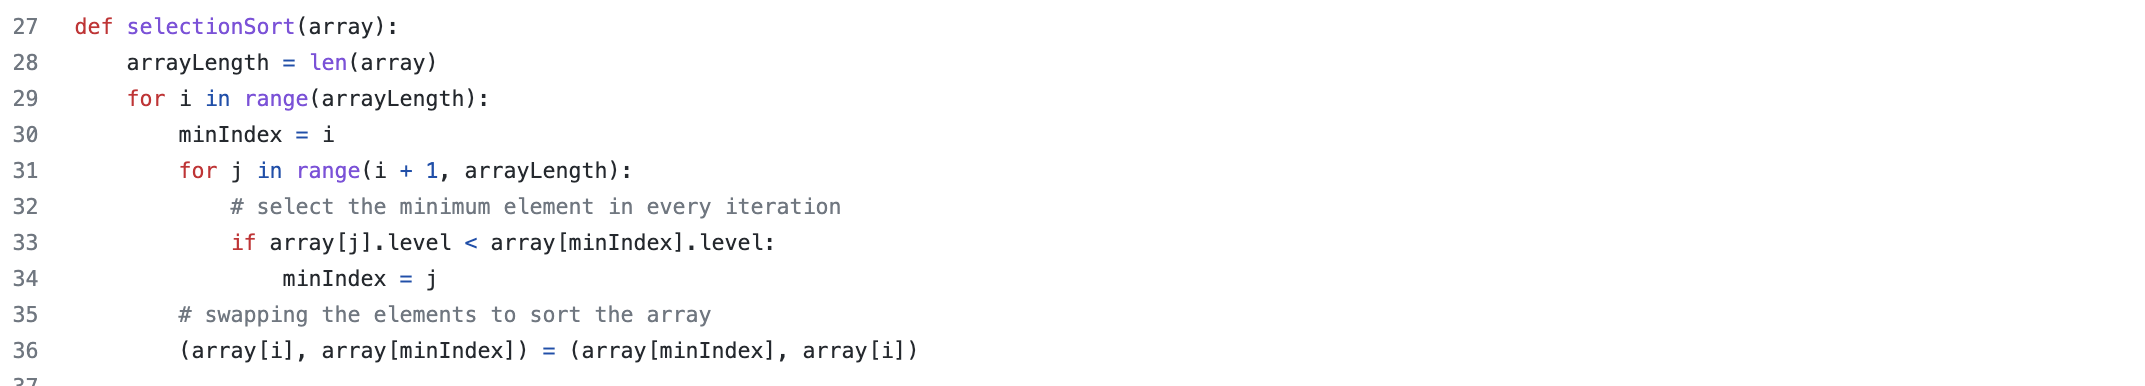 27 def selectionSort(array):
28     arrayLength = len(array)
29     for i in range(arrayLength):
30         minIndex = i
31         for j in range(i + 1, arrayLength):
32             # select the minimum element in every iteration
33             if array[j].level < array[minIndex].level:
34                 minIndex = j
35         # swapping the elements to sort the array
36         (array[i], array[minIndex]) = (array[minIndex], array[i])
37